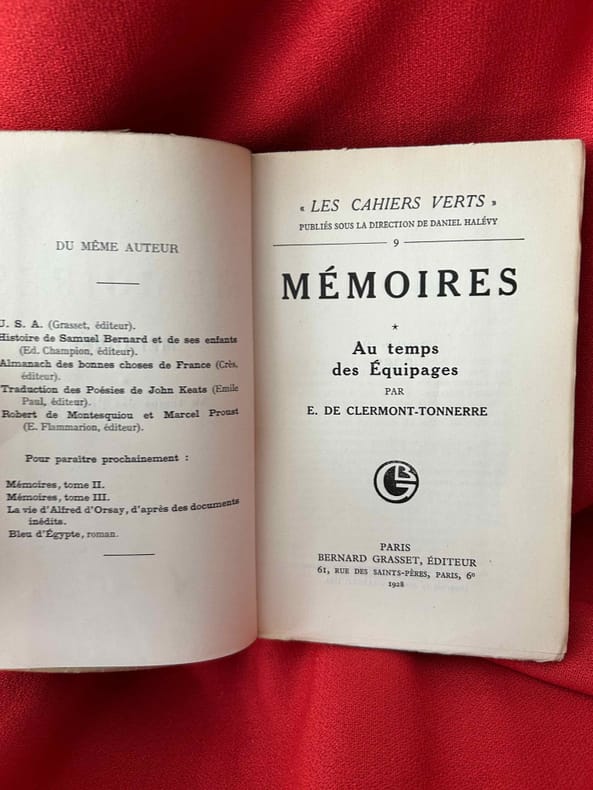 DU MÊME AUTEUR
U. S. A. (Grasset, éditeur).
Histoire de Samuel Bernard et de ses enfants
(Ed. Champion, éditeur).
Almanach des bonnes choses de France (Crès,
éditeur).
Traduction des Poésies de John Keats (Emile
Paul, éditeur).
Robert de Montesquiou et Marcel Proust
(E. Flammarion, éditeur).
Pour paraître prochainement :
Mémoires, tome II.
Mémoires, tome III.
La vie d'Alfred d'Orsay, d'après des documents
inédits.
Bleu d'Égypte, roman.
« LES CAHIERS VERTS »
PUBLIÉS SOUS LA DIRECTION DE DANIEL HALÉVY
9
MÉMOIRES
*
Au temps
des Équipages
PAR
E. DE CLERMONT-TONNERRE
BG
PARIS
BERNARD GRASSET, ÉDITEUR
61, RUE DES SAINTS-PÈRES, PARIS, 6e
1928